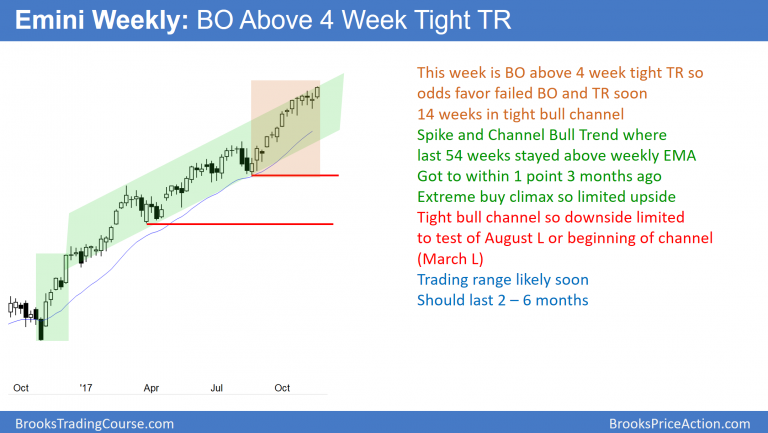 Emini Weekly: BO Above 4 Week Tight TR
This week is BO above 4 week tight TR so
odds favor failed BO and TR soon
14 weeks in tight bull channel
Spike and Channel Bull Trend where
last 54 weeks stayed above weekly EMA
Got to within 1 point 3 months ago
Extreme buy climax so limited upside
Tight bull channel so downside limited
to test of August L or beginning of channel
(March L)
Trading range likely soon
Should last 2 – 6 months
Oct '17 Apr Jul Oct
BrooksTradingCourse.com BrooksPriceAction.com